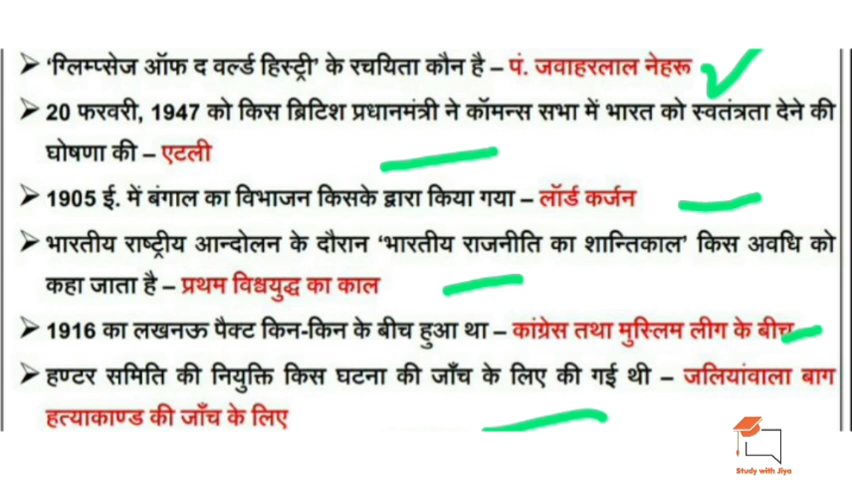 ➤ ‘ग्लिम्प्सेज ऑफ द वर्ल्ड हिस्ट्री’ के रचयिता कौन है – पं. जवाहरलाल नेहरू
➤ 20 फरवरी, 1947 को किस ब्रिटिश प्रधानमंत्री ने कॉमन्स सभा में भारत को स्वतंत्रता देने की
घोषणा की – एटली
➤ 1905 ई. में बंगाल का विभाजन किसके द्वारा किया गया – लॉर्ड कर्जन
➤ भारतीय राष्ट्रीय आन्दोलन के दौरान ‘भारतीय राजनीति का शान्तिकाल’ किस अवधि को
कहा जाता है – प्रथम विश्वयुद्ध का काल
➤ 1916 का लखनऊ पैक्ट किन-किन के बीच हुआ था – कांग्रेस तथा मुस्लिम लीग के बीच
➤ हण्टर समिति की नियुक्ति किस घटना की जाँच के लिए की गई थी – जलियांवाला बाग
हत्याकाण्ड की जाँच के लिए
Study with Jiya